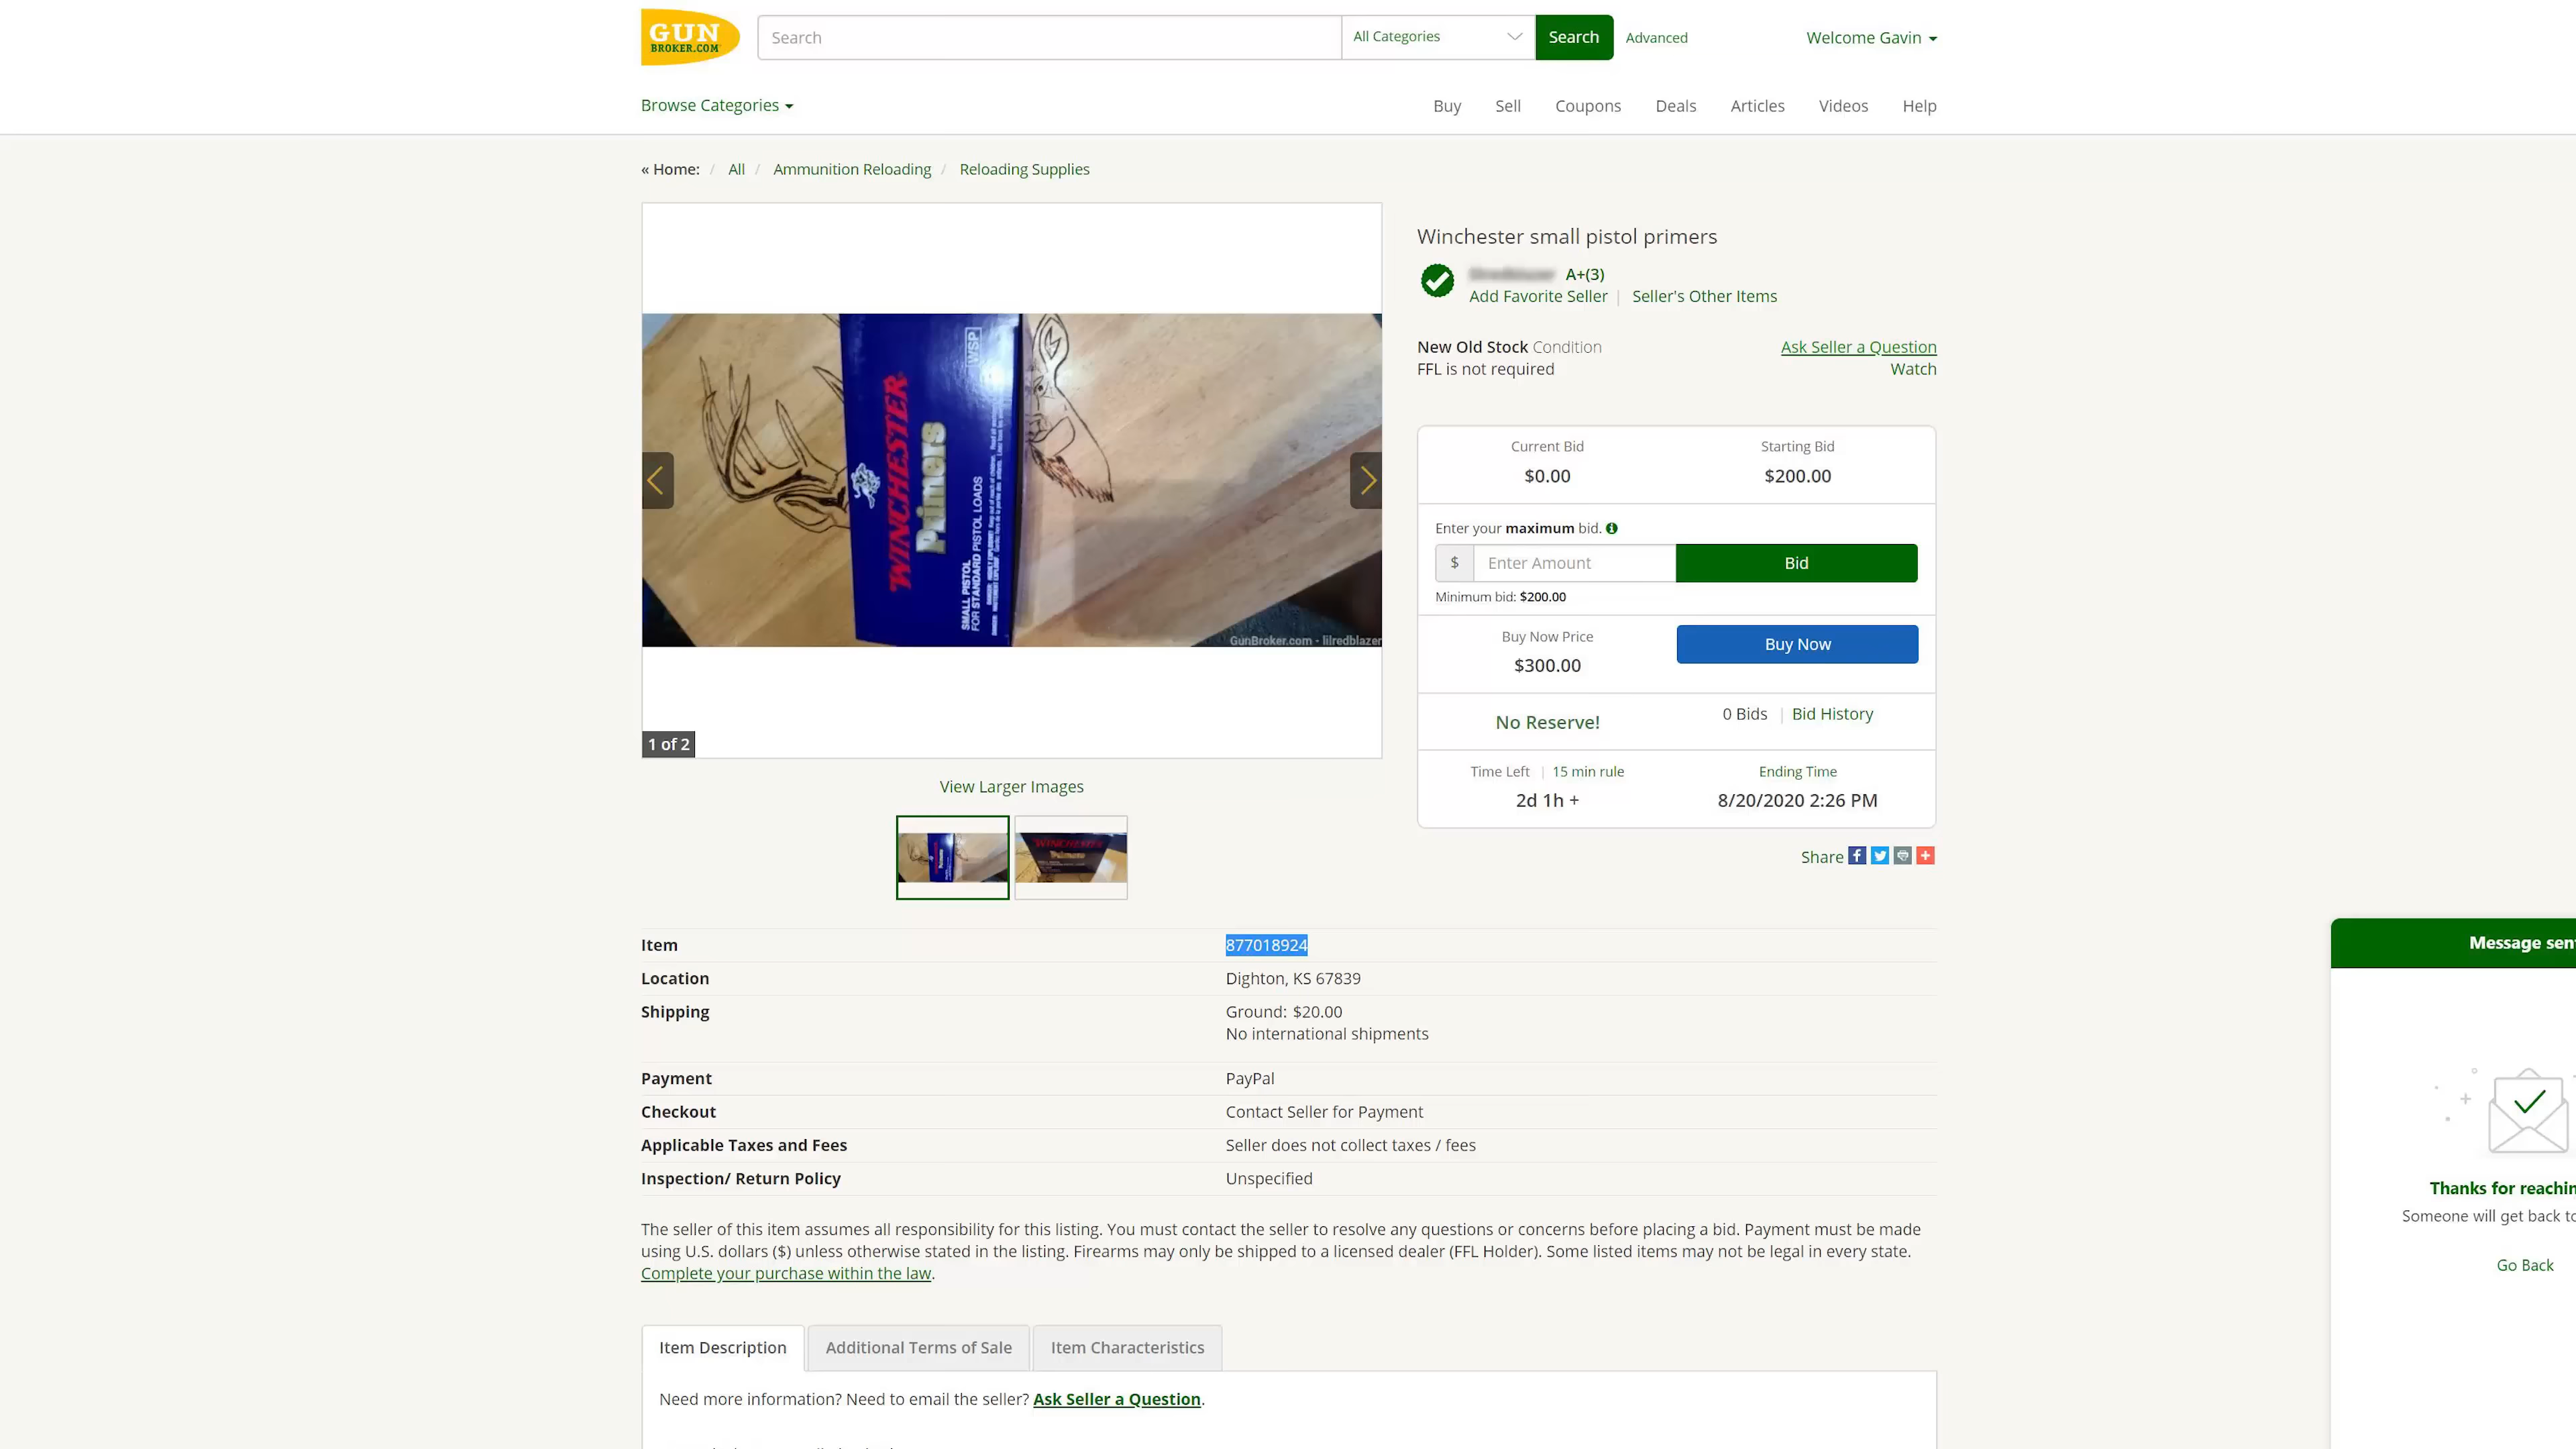 GUN
BROKER.COM
Search
All Categories
Search
Advanced
Welcome Gavin
Browse Categories
Buy
Sell
Coupons
Deals
Articles
Videos
Help
« Home: / All / Ammunition Reloading / Reloading Supplies
WSP
WINCHESTER
Primers
SMALL PISTOL
FOR STANDARD PISTOL LOADS
GunBroker.com - lilredblazer
1 of 2
View Larger Images
WINCHESTER
Winchester small pistol primers
A+(3)
Add Favorite Seller | Seller's Other Items
New Old Stock Condition
Ask Seller a Question
FFL is not required
Watch
Current Bid
Starting Bid
$0.00
$200.00
Enter your maximum bid.
$ Enter Amount
Bid
Minimum bid: $200.00
Buy Now Price
Buy Now
$300.00
No Reserve!
0 Bids | Bid History
Time Left | 15 min rule
Ending Time
2d 1h +
8/20/2020 2:26 PM
Share
Item
877018924
Location
Dighton, KS 67839
Shipping
Ground: $20.00
No international shipments
Payment
PayPal
Checkout
Contact Seller for Payment
Applicable Taxes and Fees
Seller does not collect taxes / fees
Inspection/ Return Policy
Unspecified
The seller of this item assumes all responsibility for this listing. You must contact the seller to resolve any questions or concerns before placing a bid. Payment must be made
using U.S. dollars ($) unless otherwise stated in the listing. Firearms may only be shipped to a licensed dealer (FFL Holder). Some listed items may not be legal in every state.
Complete your purchase within the law.
Item Description
Additional Terms of Sale
Item Characteristics
Need more information? Need to email the seller? Ask Seller a Question.
Message sen
Thanks for reachin
Someone will get back to
Go Back